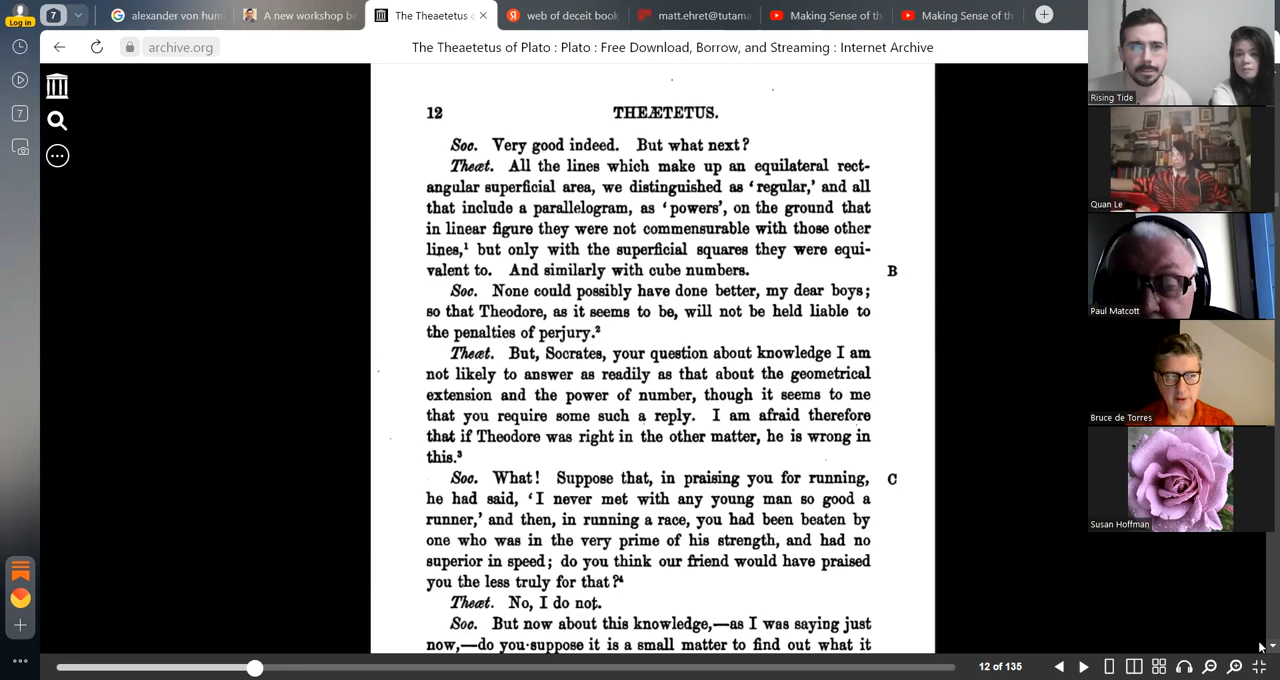 alexander von hum
A new workshop be
The Theaetetus o
web of deceit book
matt.ehret@tutama
Making Sense of th
Making Sense of th
Log in
7
archive.org
The Theaetetus of Plato : Plato : Free Download, Borrow, and Streaming : Internet Archive
7
12 THEÆTETUS.
Soc. Very good indeed. But what next?
Theæt. All the lines which make up an equilateral rect-
angular superficial area, we distinguished as ‘regular,’ and all
that include a parallelogram, as ‘powers’, on the ground that
in linear figure they were not commensurable with those other
lines,¹ but only with the superficial squares they were equi-
valent to. And similarly with cube numbers. B
Soc. None could possibly have done better, my dear boys;
so that Theodore, as it seems to be, will not be held liable to
the penalties of perjury.²
Theæt. But, Socrates, your question about knowledge I am
not likely to answer as readily as that about the geometrical
extension and the power of number, though it seems to me
that you require some such a reply. I am afraid therefore
that if Theodore was right in the other matter, he is wrong in
this.³
Soc. What! Suppose that, in praising you for running, C
he had said, ‘I never met with any young man so good a
runner,’ and then, in running a race, you had been beaten by
one who was in the very prime of his strength, and had no
superior in speed; do you think our friend would have praised
you the less truly for that?⁴
Theæt. No, I do not.
Soc. But now about this knowledge,—as I was saying just
now,—do you suppose it is a small matter to find out what it
12 of 135
Rising Tide
Quan Le
Paul Matcott
Bruce de Torres
Susan Hoffman